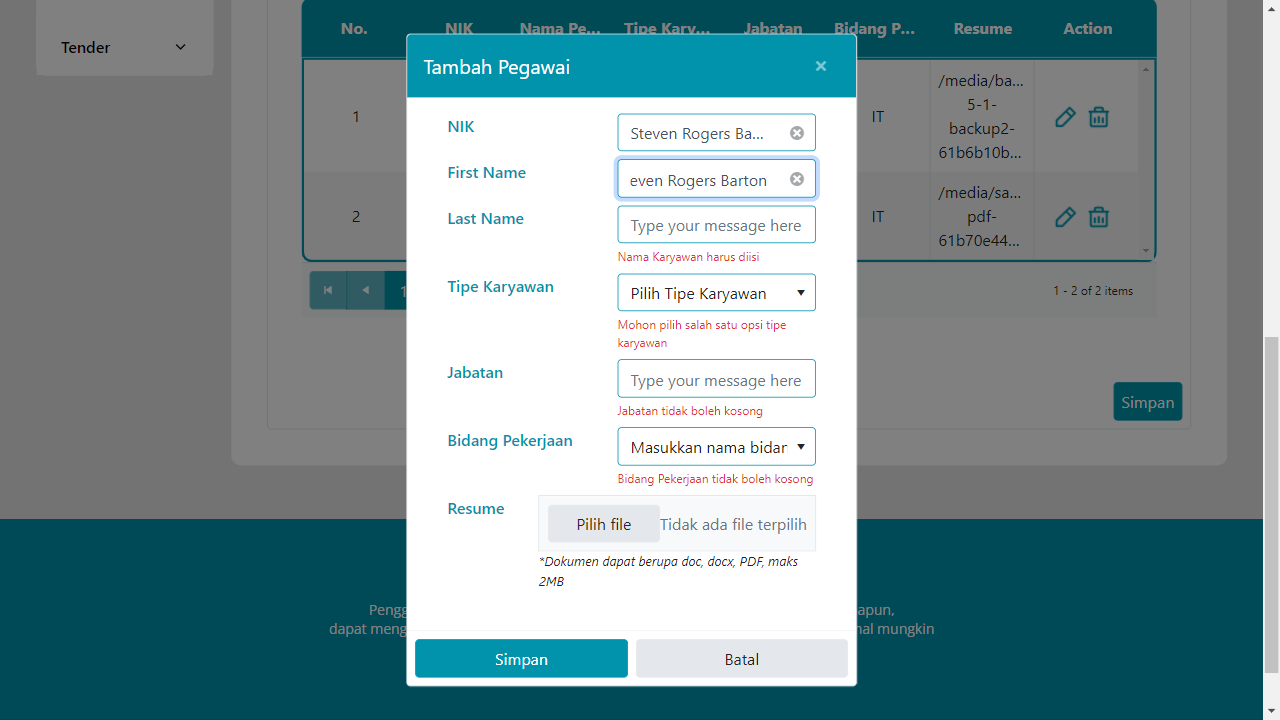 Tender
No. NIK Nama Pe... Tipe Kary... Jabatan Bidang P... Resume Action
Tambah Pegawai
×
1
IT
/media/ba...
5-1-
backup2-
61b6b10b...
NIK
Steven Rogers Ba...
First Name
even Rogers Barton
Last Name
Type your message here
Nama Karyawan harus diisi
2
IT
/media/sa...
pdf-
61b70e44...
Tipe Karyawan
Pilih Tipe Karyawan
Mohon pilih salah satu opsi tipe
karyawan
1
1 - 2 of 2 items
Jabatan
Type your message here
Jabatan tidak boleh kosong
Simpan
Bidang Pekerjaan
Masukkan nama bidan
Bidang Pekerjaan tidak boleh kosong
Resume
Pilih file
Tidak ada file terpilih
*Dokumen dapat berupa doc, docx, PDF, maks
2MB
Pengg apun,
dapat meng nal mungkin
Simpan
Batal